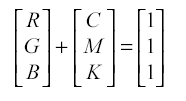 [R] + [C] = [1]
[G] + [M] = [1]
[B] + [K] = [1]